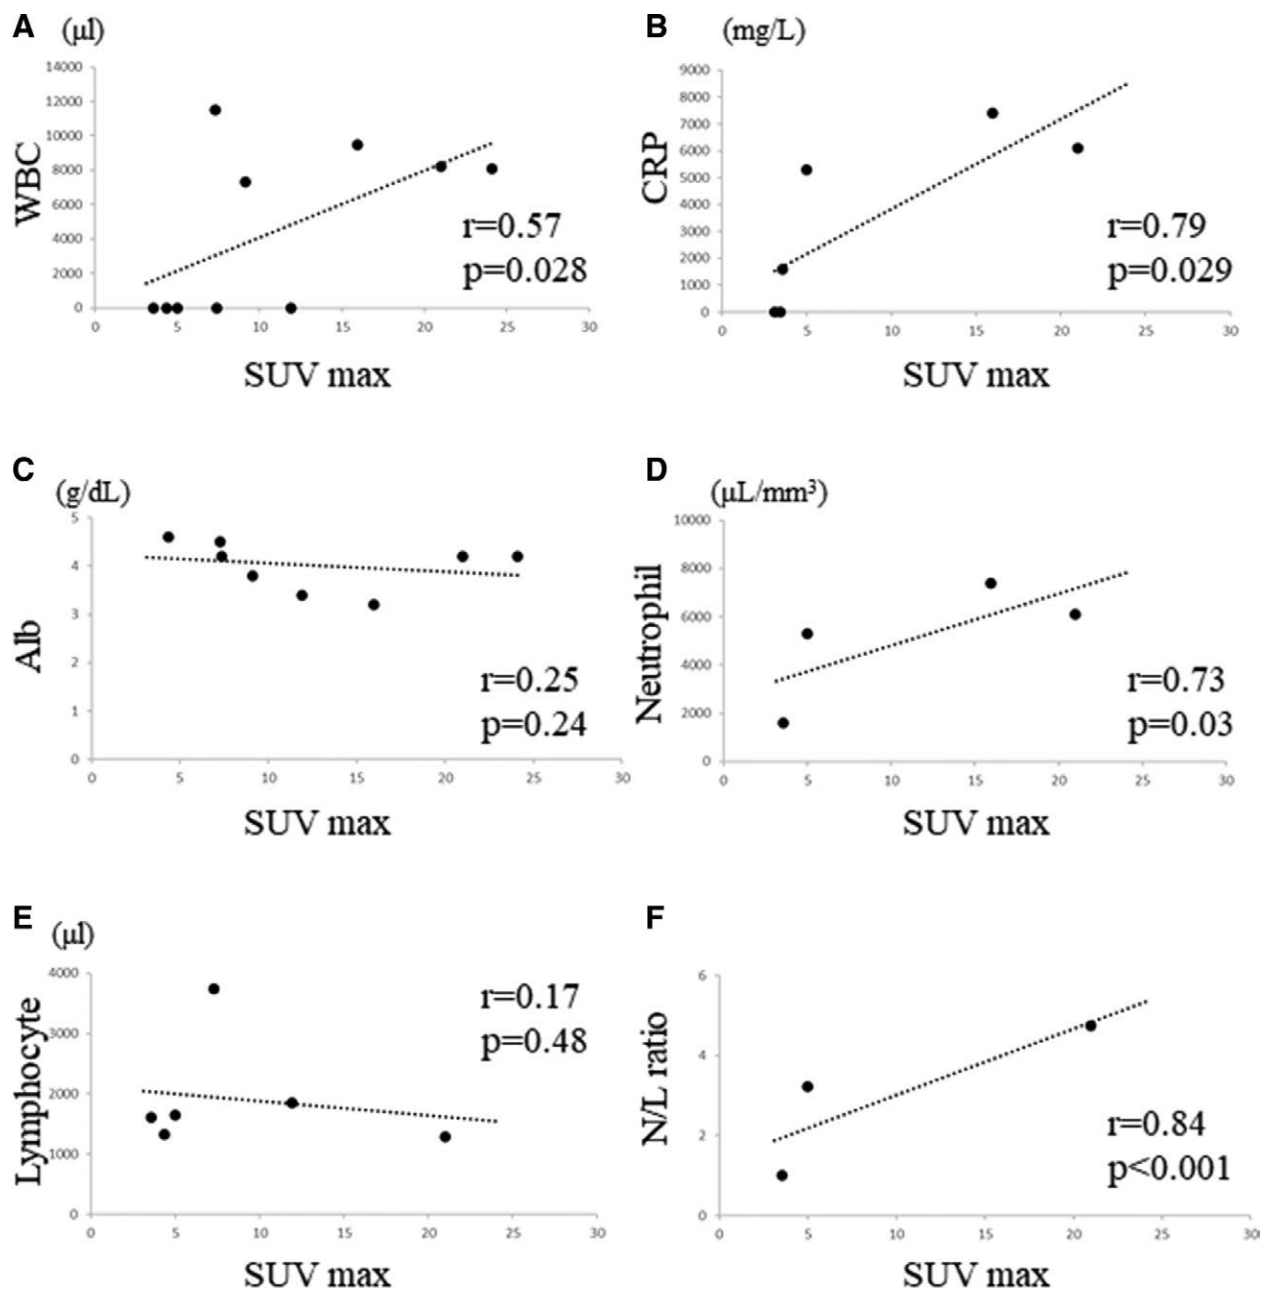 A (μl)
14000
12000
10000
8000
6000
4000
2000
0
WBC
r=0.57
p=0.028
0 5 10 15 20 25 30
SUV max
B (mg/L)
9000
8000
7000
6000
5000
4000
3000
2000
1000
0
CRP
r=0.79
p=0.029
0 5 10 15 20 25 30
SUV max
C (g/dL)
5
4
3
2
1
0
Alb
r=0.25
p=0.24
0 5 10 15 20 25 30
SUV max
D (μL/mm³)
10000
8000
6000
4000
2000
0
Neutrophil
r=0.73
p=0.03
0 5 10 15 20 25 30
SUV max
E (μl)
4000
3000
2000
1000
0
Lymphocyte
r=0.17
p=0.48
0 5 10 15 20 25 30
SUV max
F
6
4
2
0
N/L ratio
r=0.84
p<0.001
0 5 10 15 20 25 30
SUV max